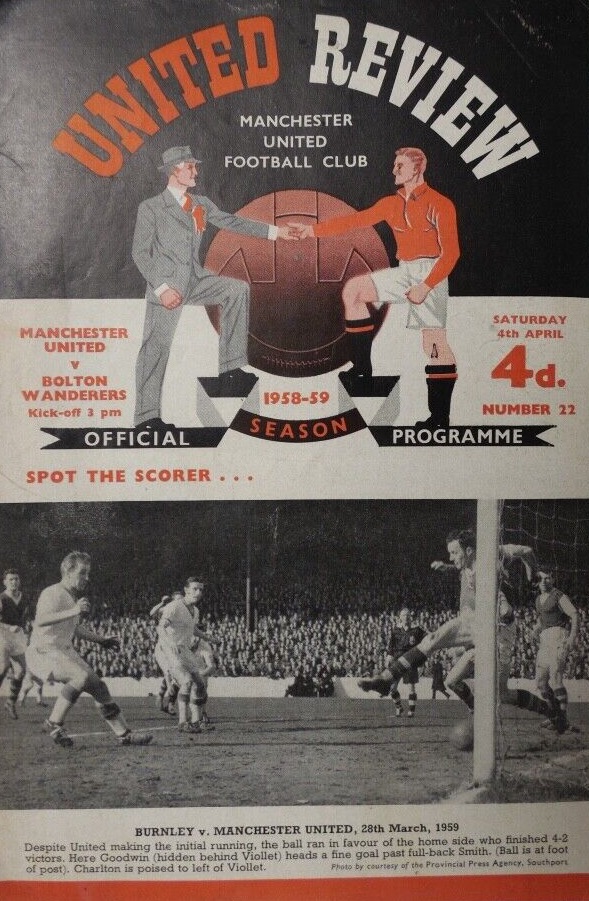 UNITED REVIEW
MANCHESTER
UNITED
FOOTBALL CLUB
MANCHESTER
UNITED
v
BOLTON
WANDERERS
Kick-off 3 pm
SATURDAY
4th APRIL
4d.
NUMBER 22
1958-59
OFFICIAL SEASON PROGRAMME
SPOT THE SCORER . . .
BURNLEY v. MANCHESTER UNITED, 28th March, 1959
Despite United making the initial running, the ball ran in favour of the home side who finished 4-2
victors. Here Goodwin (hidden behind Viollet) heads a fine goal past full-back Smith. (Ball is at foot
of post). Charlton is poised to left of Viollet. Photo by courtesy of the Provincial Press Agency, Southport